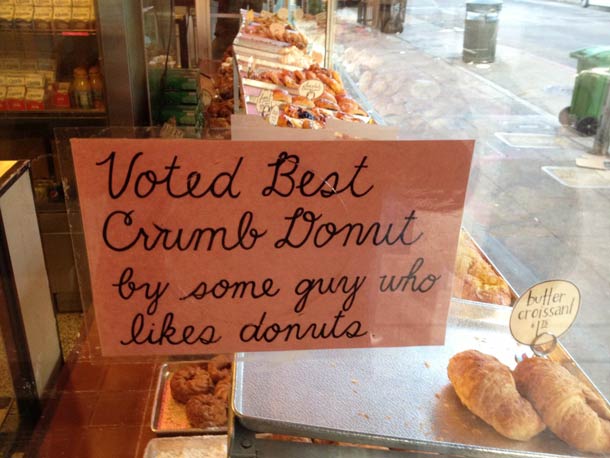 Voted Best
Crumb Donut
by some guy who
likes donuts.
butter
croissant